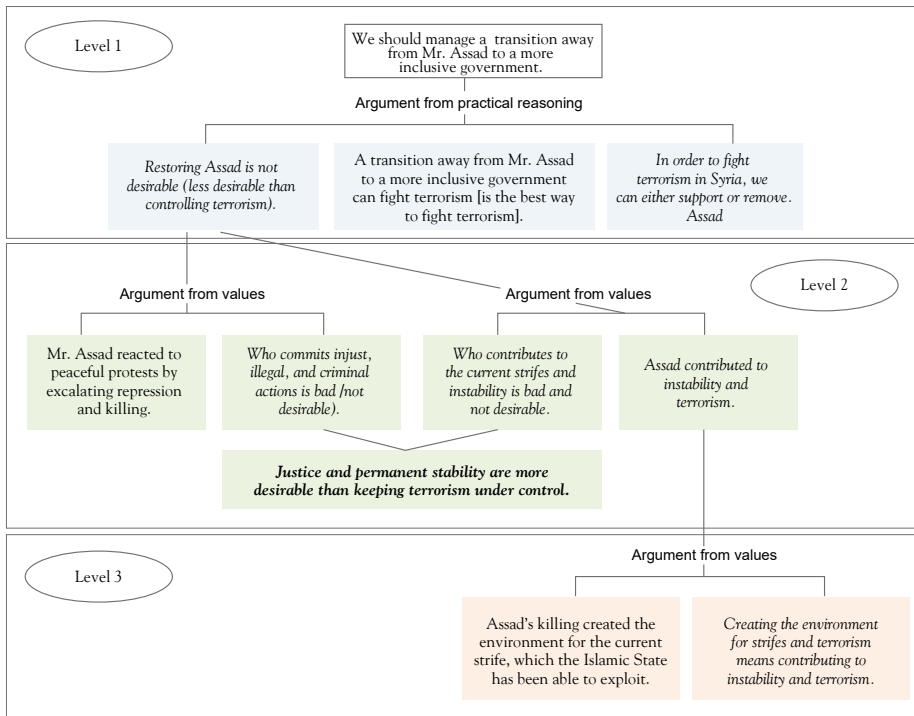 Level 1
We should manage a transition away
from Mr. Assad to a more
inclusive government.
Argument from practical reasoning
Restoring Assad is not
desirable (less desirable than
controlling terrorism).
A transition away from Mr. Assad
to a more inclusive government
can fight terrorism [is the best way
to fight terrorism].
In order to fight
terrorism in Syria, we
can either support or remove.
Assad
Level 2
Argument from values
Argument from values
Mr. Assad reacted to
peaceful protests by
excalating repression
and killing.
Who commits injust,
illegal, and criminal
actions is bad /not
desirable).
Who contributes to
the current strifes and
instability is bad and
not desirable.
Assad contributed to
instability and
terrorism.
Justice and permanent stability are more
desirable than keeping terrorism under control.
Level 3
Argument from values
Assad's killing created the
environment for the current
strife, which the Islamic State
has been able to exploit.
Creating the environment
for strifes and terrorism
means contributing to
instability and terrorism.